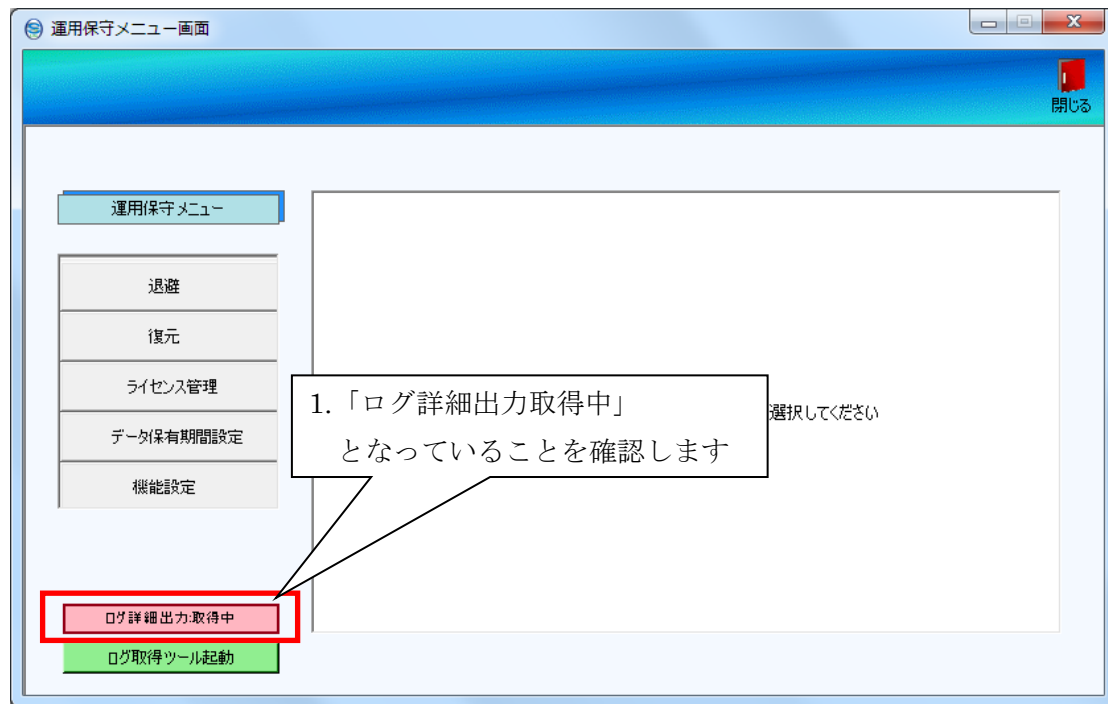 運用保守メニュー画面
閉じる
運用保守メニュー
退避
復元
ライセンス管理
データ保有期間設定
機能設定
1.「ログ詳細出力取得中」
となっていることを確認します
選択してください
ログ詳細出力:取得中
ログ取得ツール起動